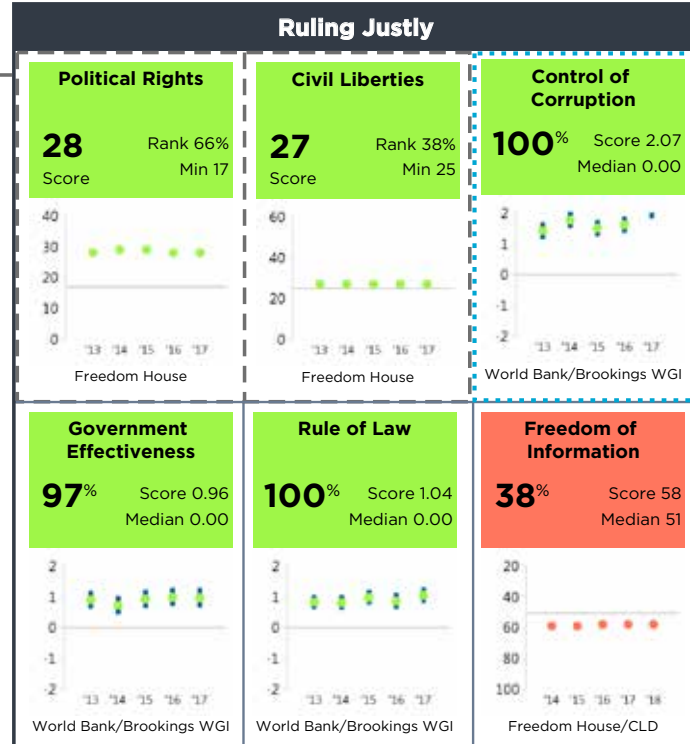 Ruling Justly
Political Rights
28
Score
Rank 66%
Min 17
40
30
20
10
0
'13 '14 '15 '16 '17
Freedom House
Civil Liberties
27
Score
Rank 38%
Min 25
60
40
20
0
'13 '14 '15 '16 '17
Freedom House
Control of
Corruption
100%
Score 2.07
Median 0.00
2
1
0
-1
-2
'13 '14 '15 '16 '17
World Bank/Brookings WGI
Government
Effectiveness
97%
Score 0.96
Median 0.00
2
1
0
-1
-2
'13 '14 '15 '16 '17
World Bank/Brookings WGI
Rule of Law
100%
Score 1.04
Median 0.00
2
1
0
-1
-2
'13 '14 '15 '16 '17
World Bank/Brookings WGI
Freedom of
Information
38%
Score 58
Median 51
20
40
60
80
100
'14 '15 '16 '17 '18
Freedom House/CLD